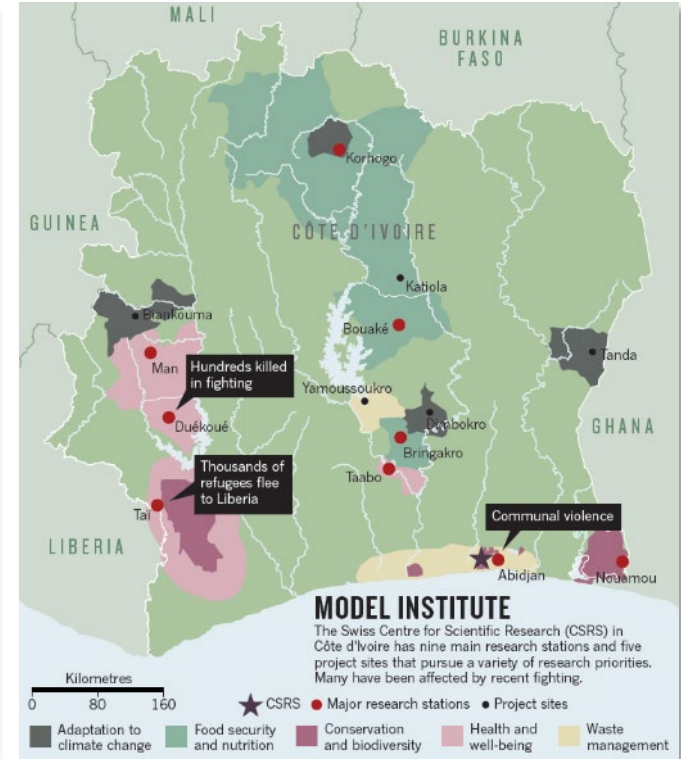 MALI
BURKINA
FASO
Korhogo
GUINEA
CÔTE D'IVOIRE
Katiola
Biankouma
Bouaké
Man
Tanda
Hundreds killed
in fighting
Yamoussoukro
Dimbokro
Duékoué
GHANA
Bringakro
Thousands of
refugees flee
to Liberia
Taabo
Taï
Communal violence
LIBERIA
Abidjan
Nouamou
MODEL INSTITUTE
The Swiss Centre for Scientific Research (CSRS) in
Côte d'Ivoire has nine main research stations and five
project sites that pursue a variety of research priorities.
Many have been affected by recent fighting.
Kilometres
0 80 160
CSRS Major research stations Project sites
Adaptation to
climate change
Food security
and nutrition
Conservation
and biodiversity
Health and
well-being
Waste
management